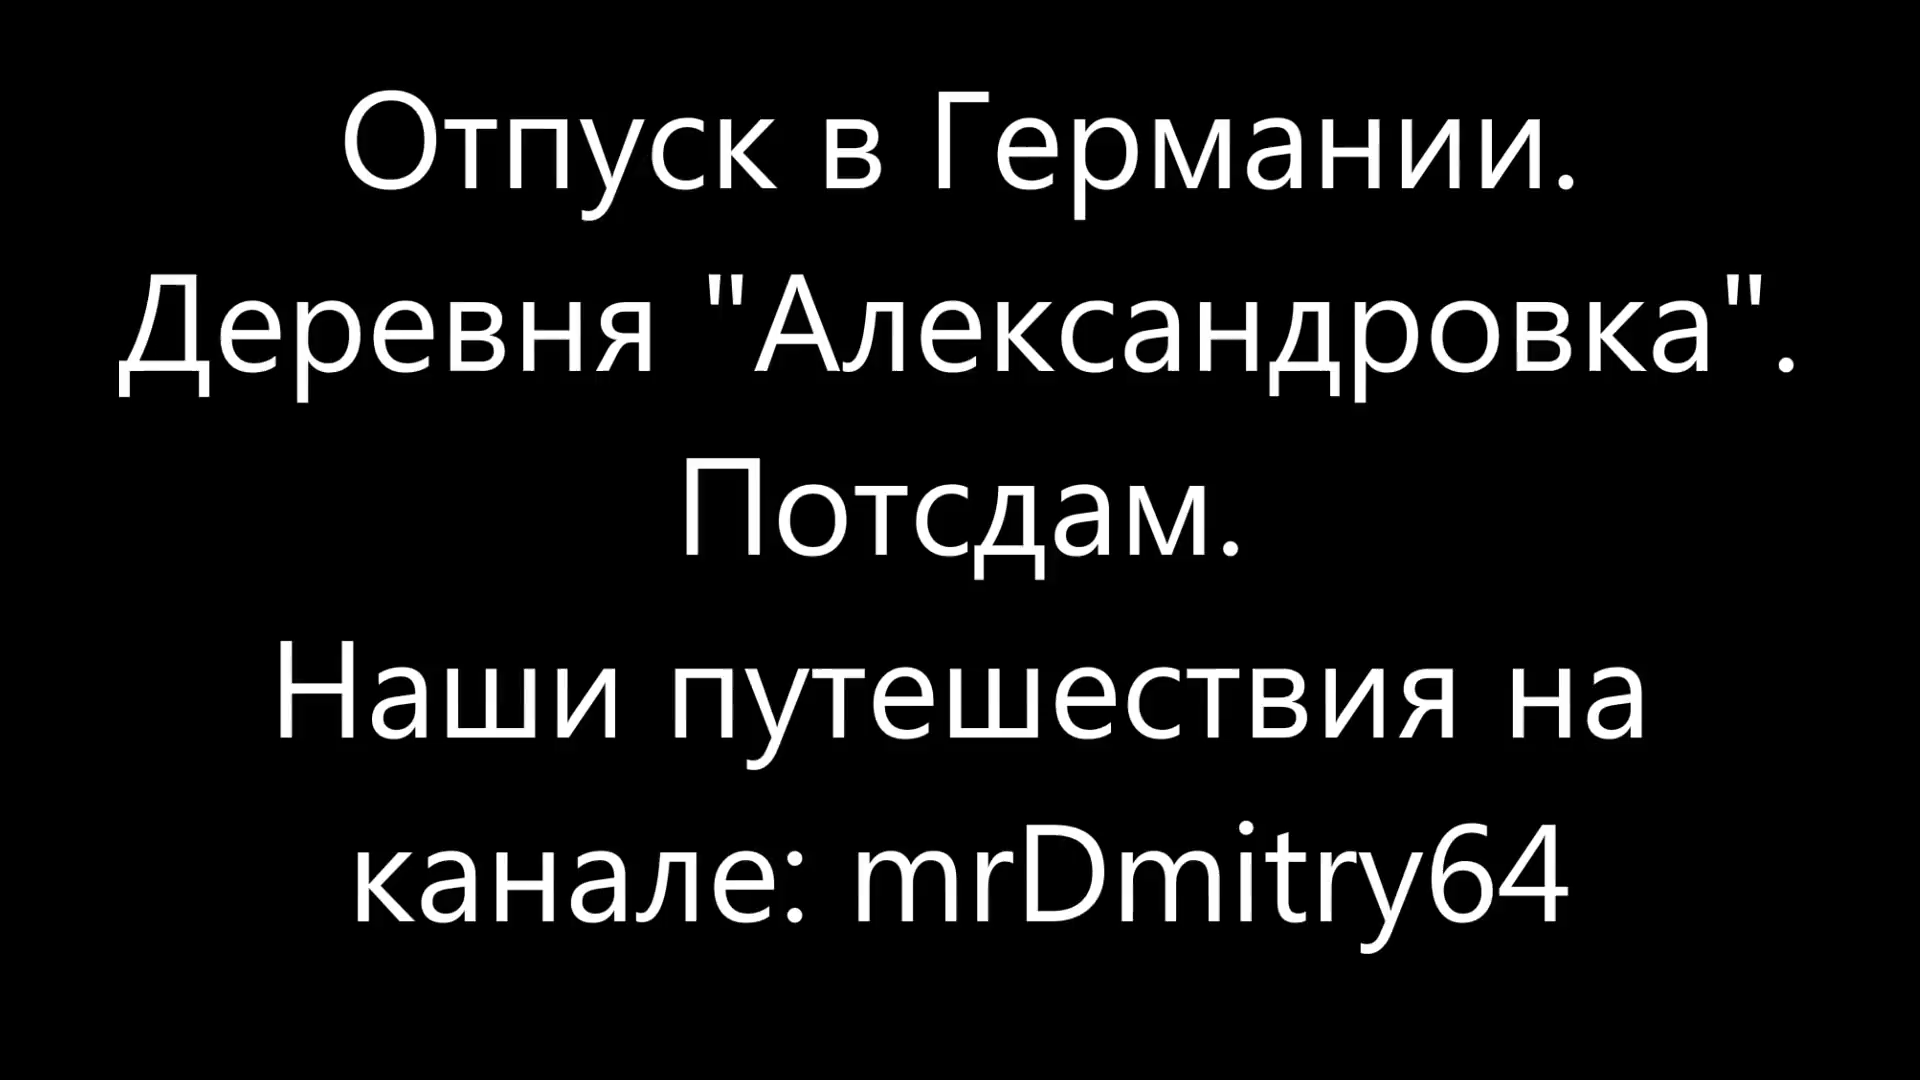 Отпуск в Германии.
Деревня "Александровка".
Потсдам.
Наши путешествия на
канале: mrDmitry64